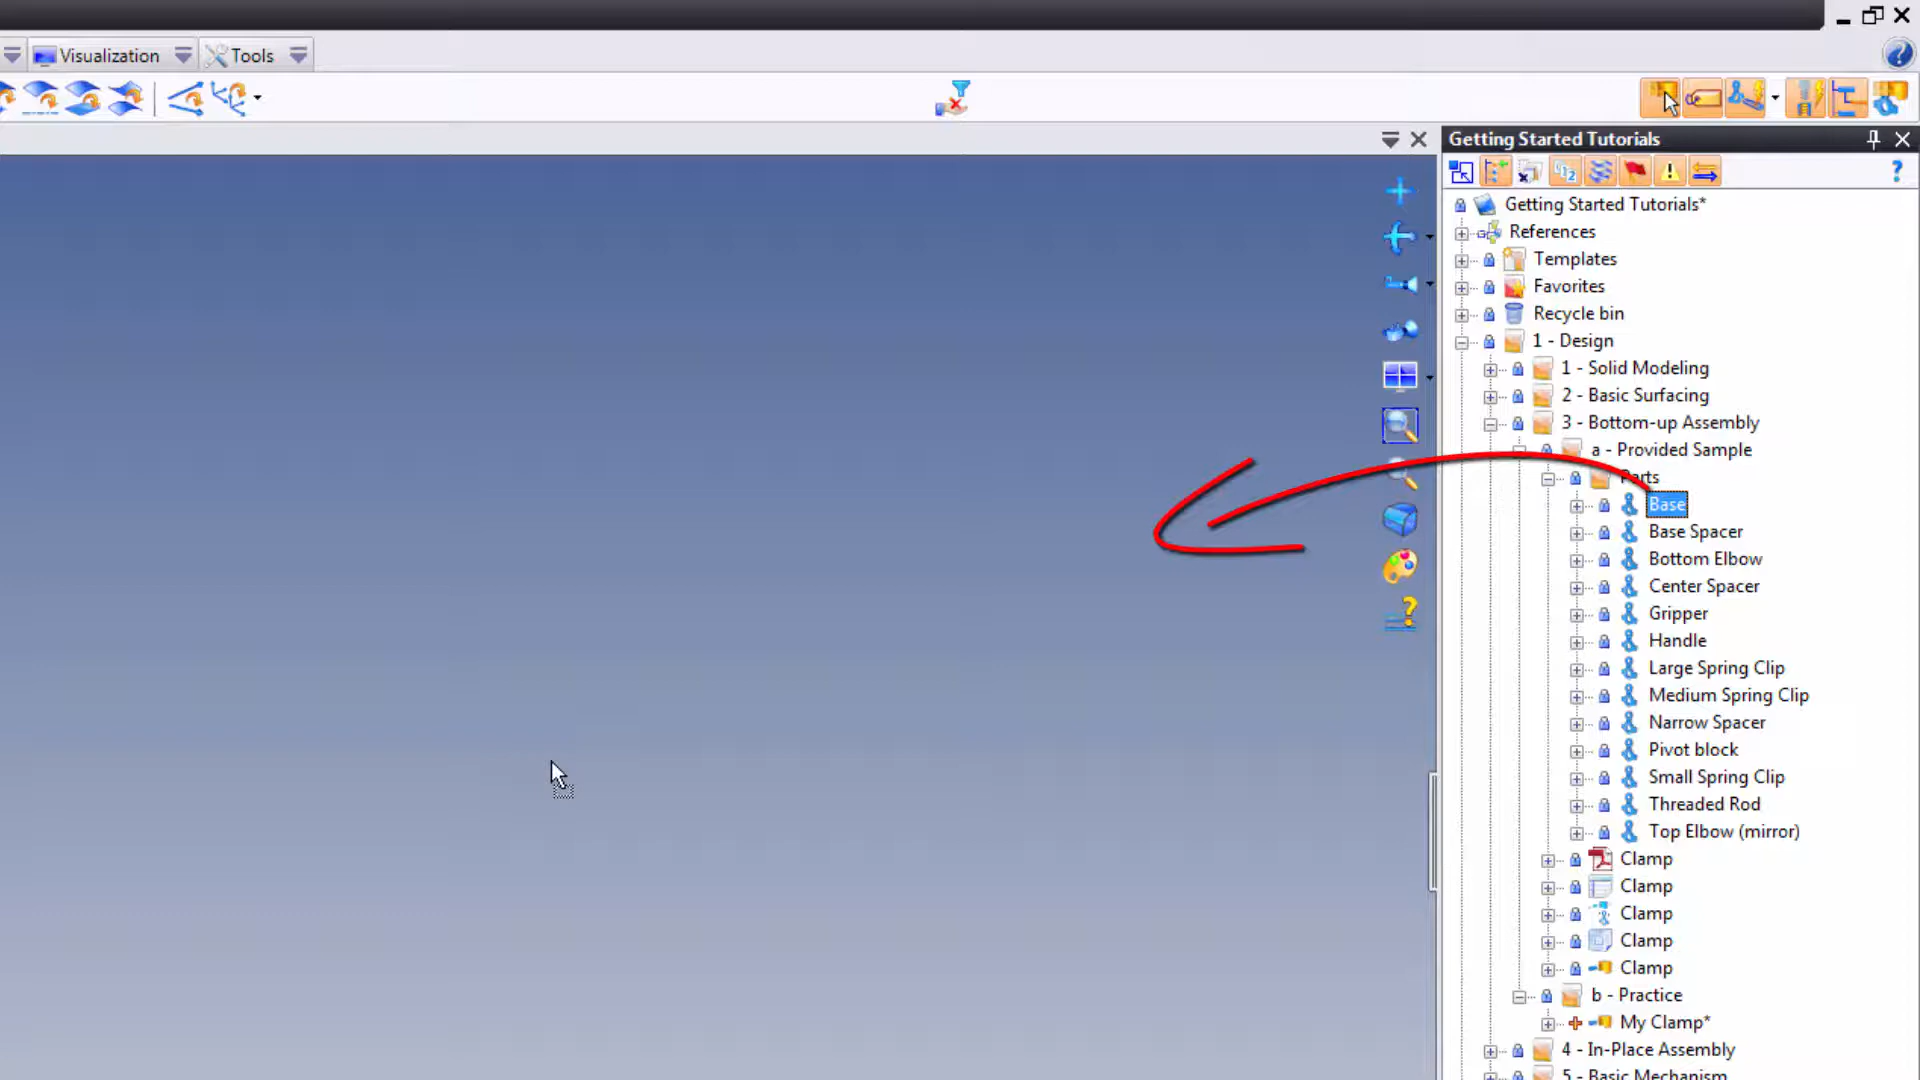 Visualization
Tools
Getting Started Tutorials
Getting Started Tutorials*
References
Templates
Favorites
Recycle bin
1 - Design
1 - Solid Modeling
2 - Basic Surfacing
3 - Bottom-up Assembly
a - Provided Sample
Parts
Base
Base Spacer
Bottom Elbow
Center Spacer
Gripper
Handle
Large Spring Clip
Medium Spring Clip
Narrow Spacer
Pivot block
Small Spring Clip
Threaded Rod
Top Elbow (mirror)
Clamp
Clamp
Clamp
Clamp
Clamp
b - Practice
My Clamp*
4 - In-Place Assembly
5 - Basic Mechanism